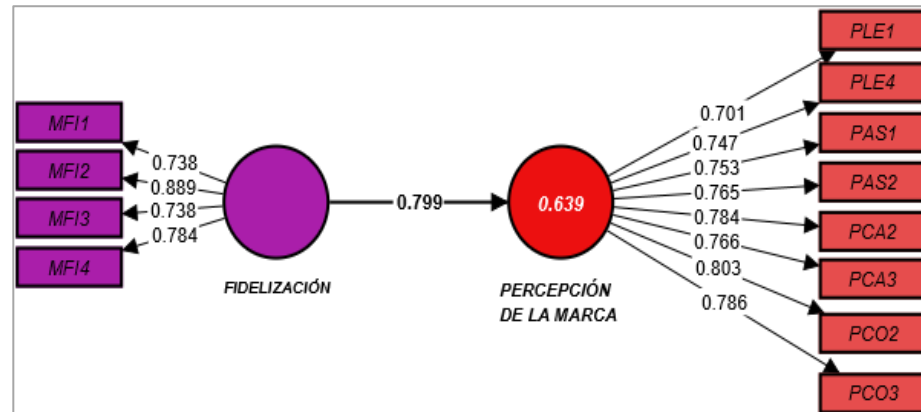 MFI1
MFI2
MFI3
MFI4
0.738
0.889
0.738
0.784
FIDELIZACIÓN
0.799
0.639
PERCEPCIÓN
DE LA MARCA
0.701
0.747
0.753
0.765
0.784
0.766
0.803
0.786
PLE1
PLE4
PAS1
PAS2
PCA2
PCA3
PCO2
PCO3